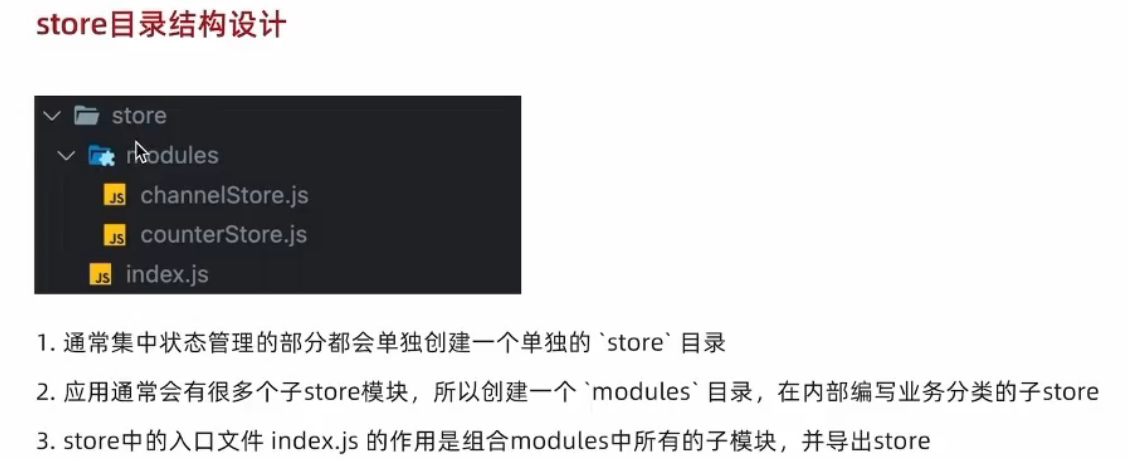 store目录结构设计
store
modules
channelStore.js
counterStore.js
index.js
1. 通常集中状态管理的部分都会单独创建一个单独的 `store` 目录
2. 应用通常会有很多个子store模块，所以创建一个 `modules` 目录，在内部编写业务分类的子store
3. store中的入口文件 index.js 的作用是组合modules中所有的子模块，并导出store